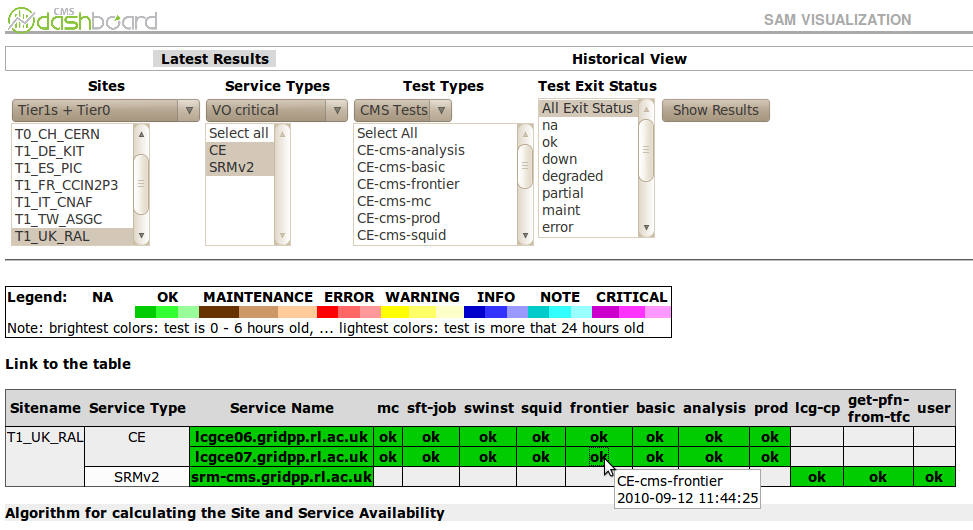 CMS
dashboard
SAM VISUALIZATION
Latest Results Historical View
Sites Service Types Test Types Test Exit Status
Tier1s + Tier0 VO critical CMS Tests All Exit Status Show Results
T0_CH_CERN Select all Select All na
T1_DE_KIT CE CE-cms-analysis ok
T1_ES_PIC SRMv2 CE-cms-basic down
T1_FR_CCIN2P3 CE-cms-frontier degraded
T1_IT_CNAF CE-cms-mc partial
T1_TW_ASGC CE-cms-prod maint
T1_UK_RAL CE-cms-squid error
Legend: NA OK MAINTENANCE ERROR WARNING INFO NOTE CRITICAL
Note: brightest colors: test is 0 - 6 hours old, ... lightest colors: test is more that 24 hours old
Link to the table
Sitename Service Type Service Name mc sft-job swinst squid frontier basic analysis prod lcg-cp get-pfn-from-tfc user
T1_UK_RAL CE lcgce06.gridpp.rl.ac.uk ok ok ok ok ok ok ok ok
lcgce07.gridpp.rl.ac.uk ok ok ok ok ok ok ok ok
SRMv2 srm-cms.gridpp.rl.ac.uk ok ok ok
CE-cms-frontier
2010-09-12 11:44:25
Algorithm for calculating the Site and Service Availability